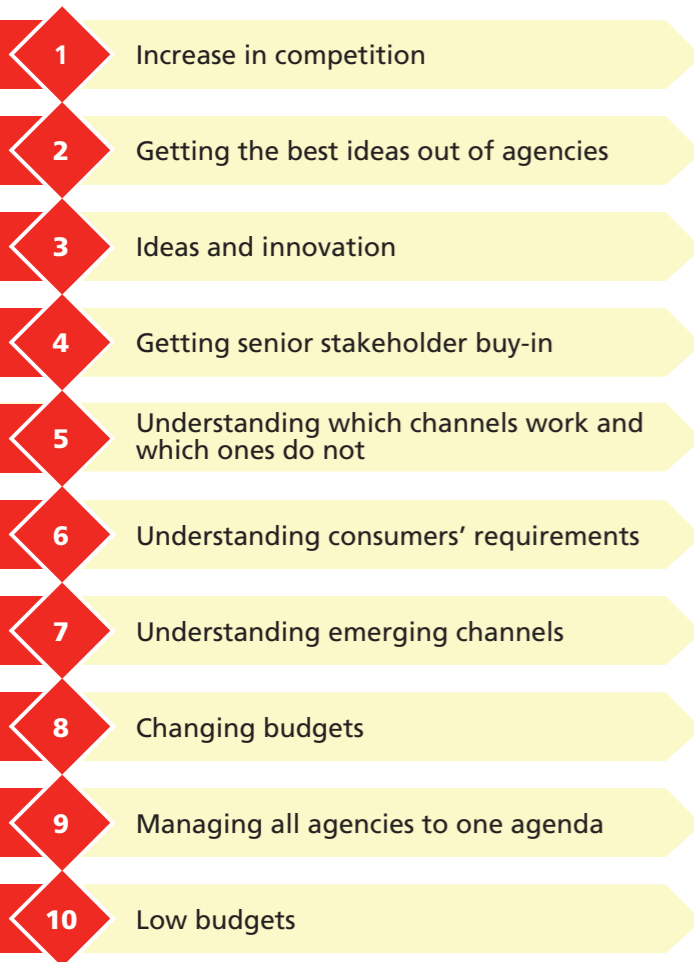 1 Increase in competition
2 Getting the best ideas out of agencies
3 Ideas and innovation
4 Getting senior stakeholder buy-in
5 Understanding which channels work and
which ones do not
6 Understanding consumers’ requirements
7 Understanding emerging channels
8 Changing budgets
9 Managing all agencies to one agenda
10 Low budgets